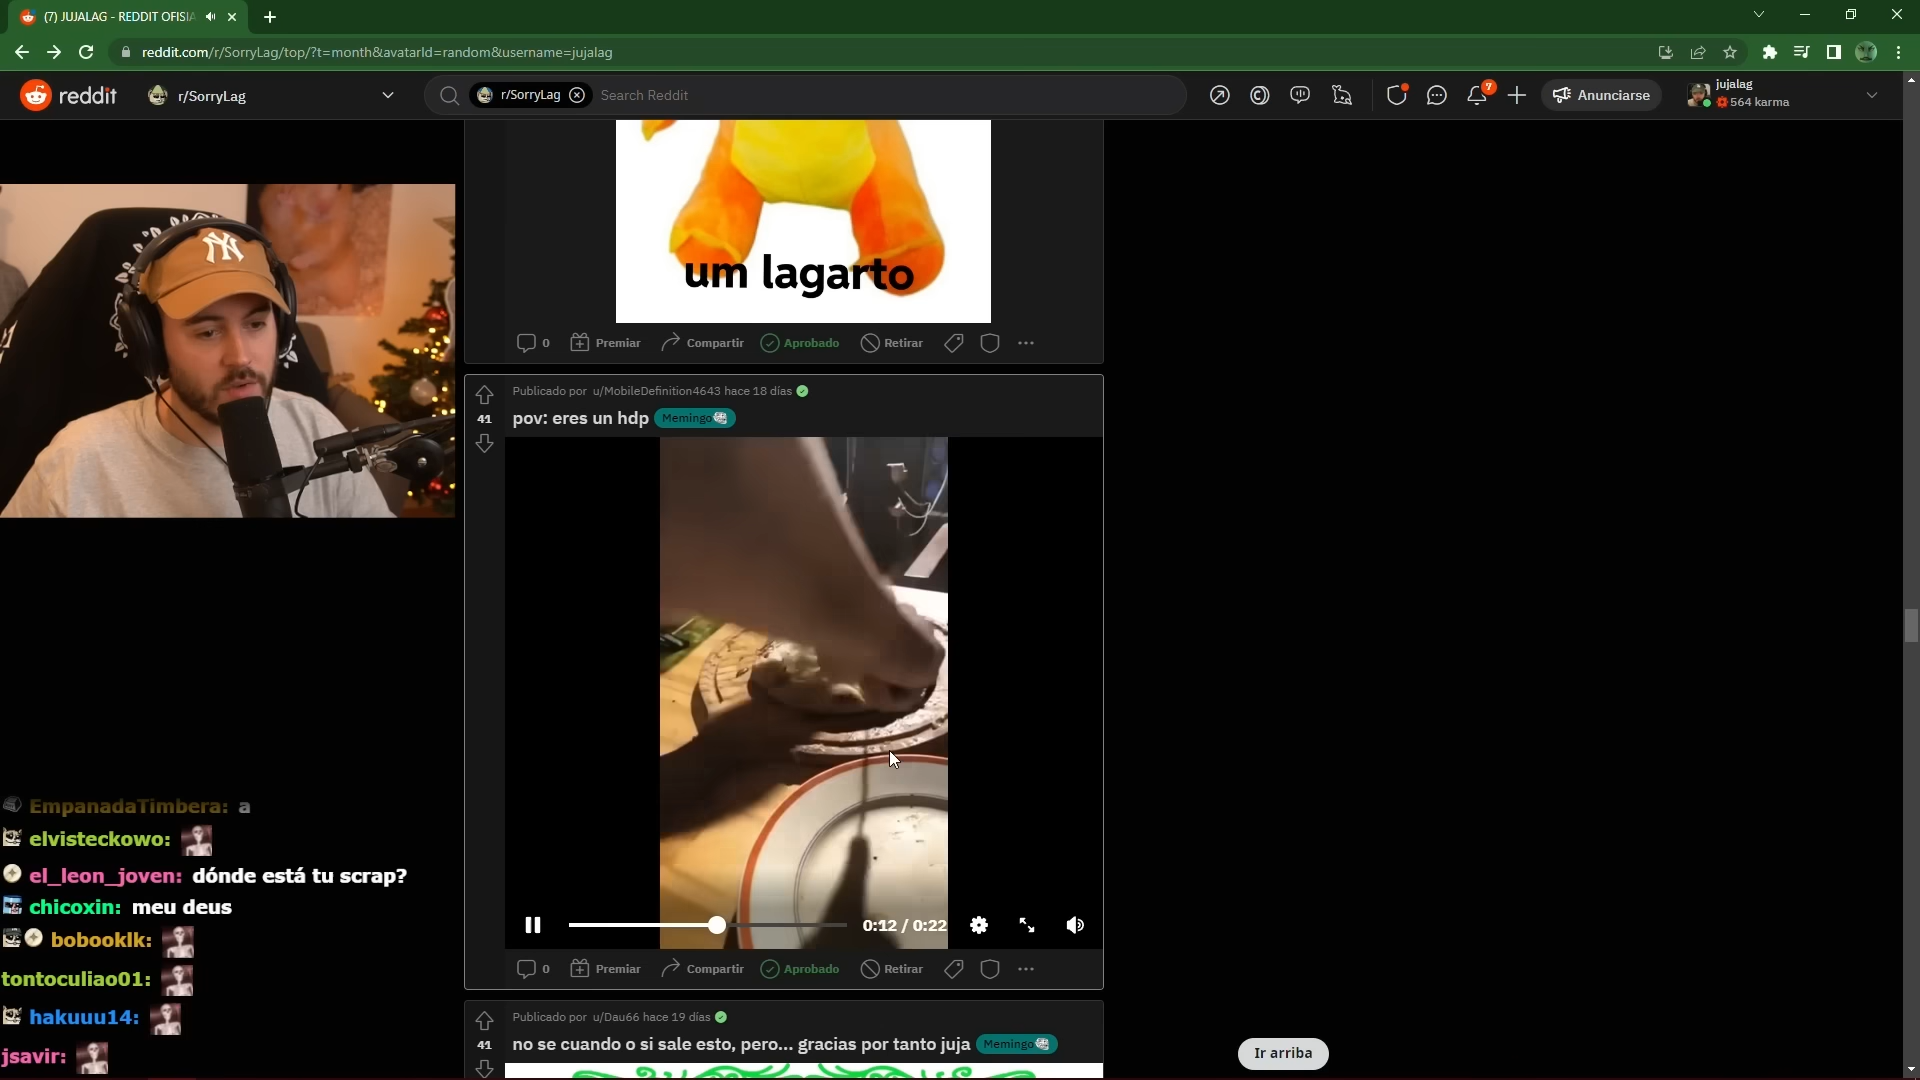 (7) JUJALAG - REDDIT OFISIA
reddit.com/r/SorryLag/top/?t=month&avatarId=random&username=jujalag
reddit
r/SorryLag
r/SorryLag
Search Reddit
7
Anunciarse
jujalag
564 karma
NY
um lagarto
0 Premiar Compartir Aprobado Retirar
Publicado por u/MobileDefinition4643 hace 18 días
41
pov: eres un hdp Memingo
0:12 / 0:22
0 Premiar Compartir Aprobado Retirar
Publicado por u/Dau66 hace 19 días
41
no se cuando o si sale esto, pero... gracias por tanto juja Memingo
Ir arriba
EmpanadaTimbera: a
elvisteckowo:
el_leon_joven: dónde está tu scrap?
chicoxin: meu deus
bobooklk:
tontoculiao01:
hakuuu14:
jsavir: